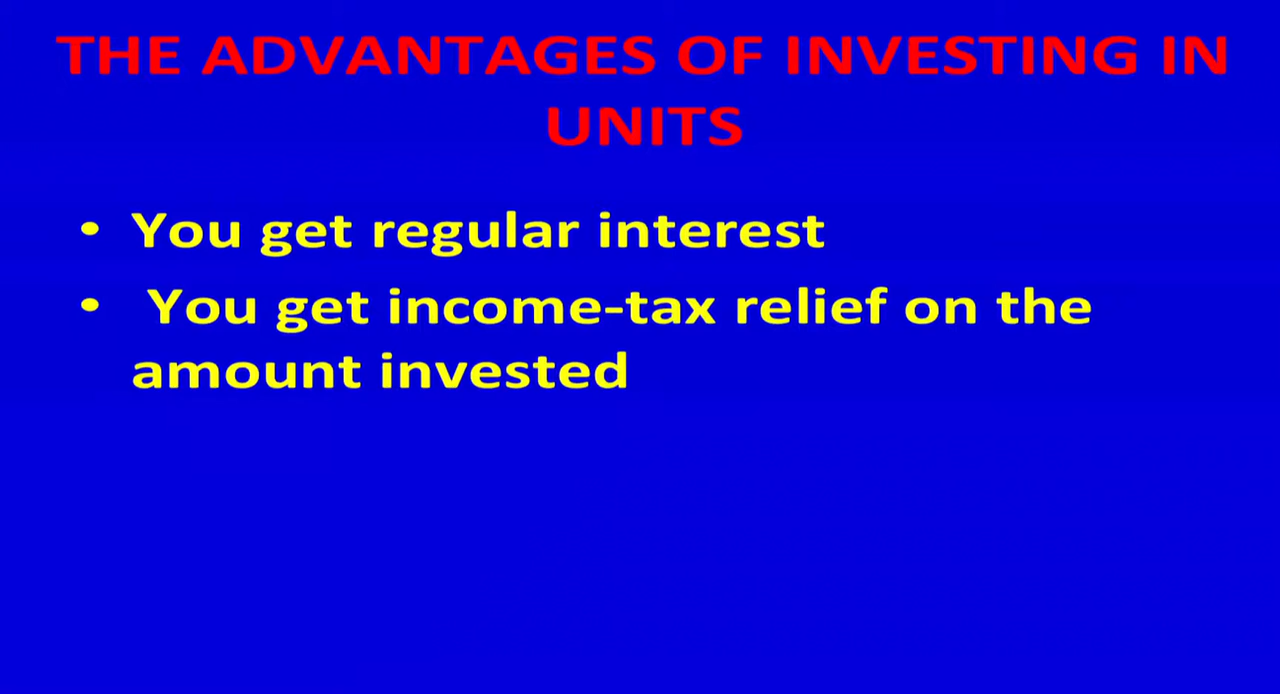 THE ADVANTAGES OF INVESTING IN
UNITS
• You get regular interest
• You get income-tax relief on the
amount invested